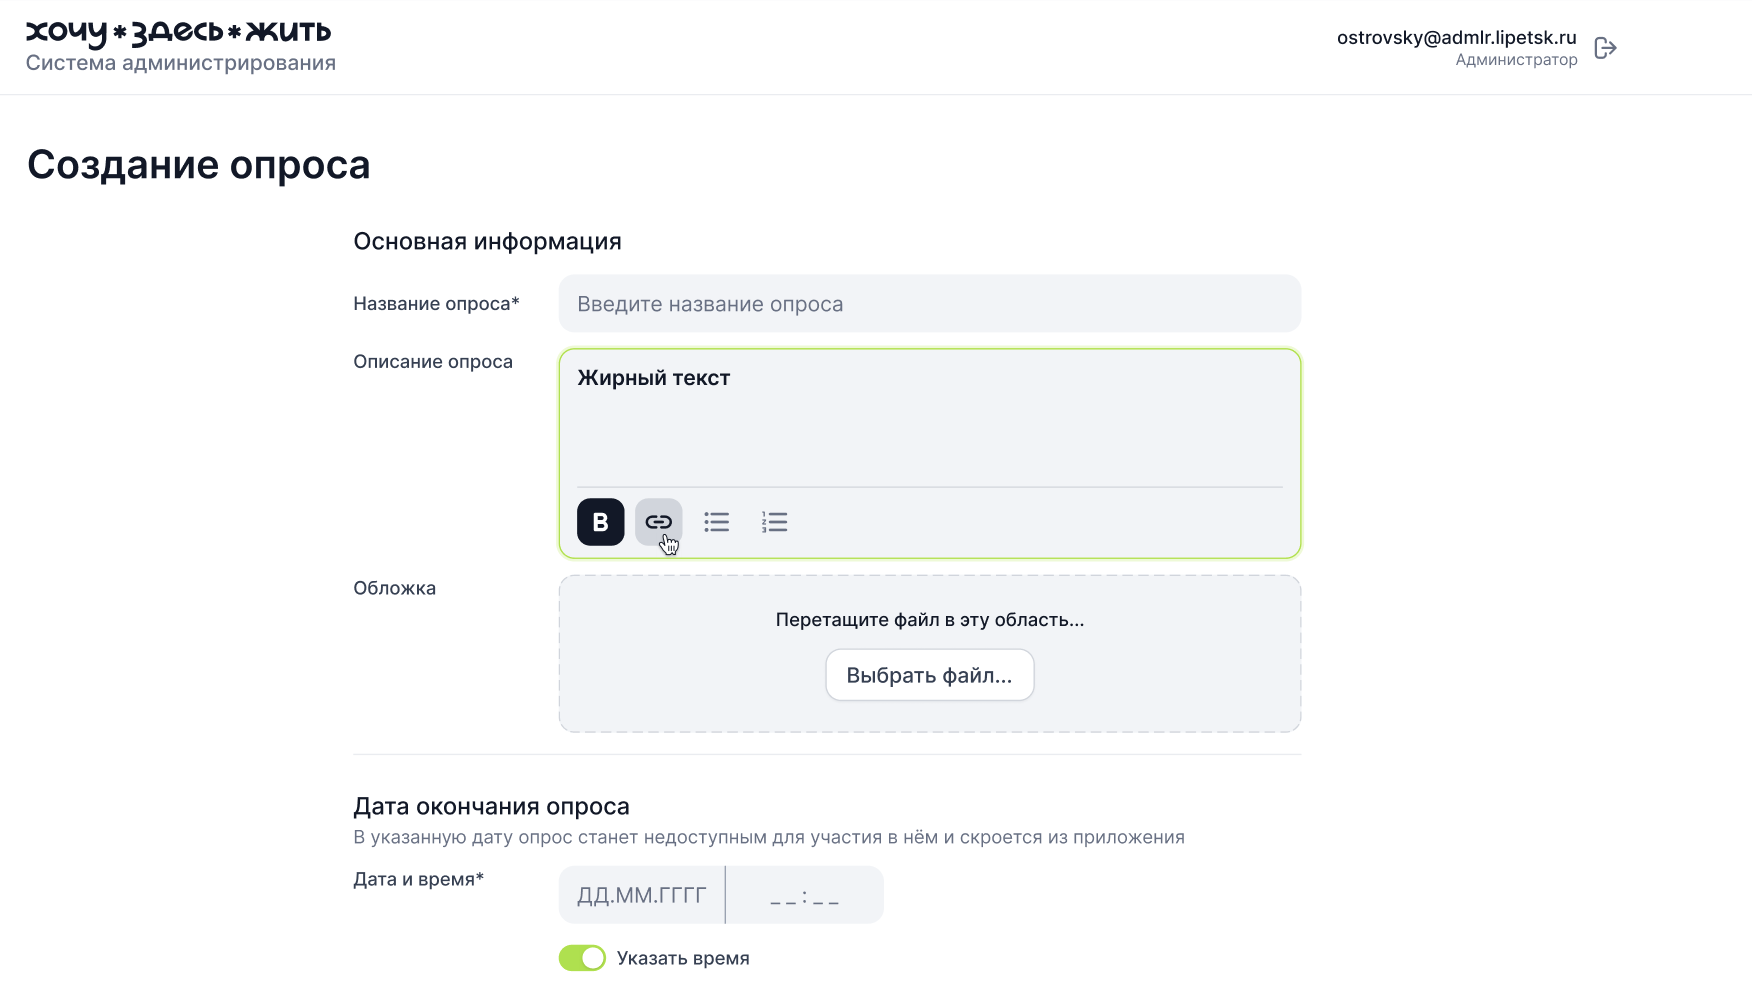 хочу*здесь*жить
Система администрирования
ostrovsky@admlr.lipetsk.ru
Администратор
Создание опроса
Основная информация
Название опроса*
Введите название опроса
Описание опроса
Жирный текст
B
Обложка
Перетащите файл в эту область...
Выбрать файл...
Дата окончания опроса
В указанную дату опрос станет недоступным для участия в нём и скроется из приложения
Дата и время*
ДД.ММ.ГГГГ
_ _ : _ _
Указать время